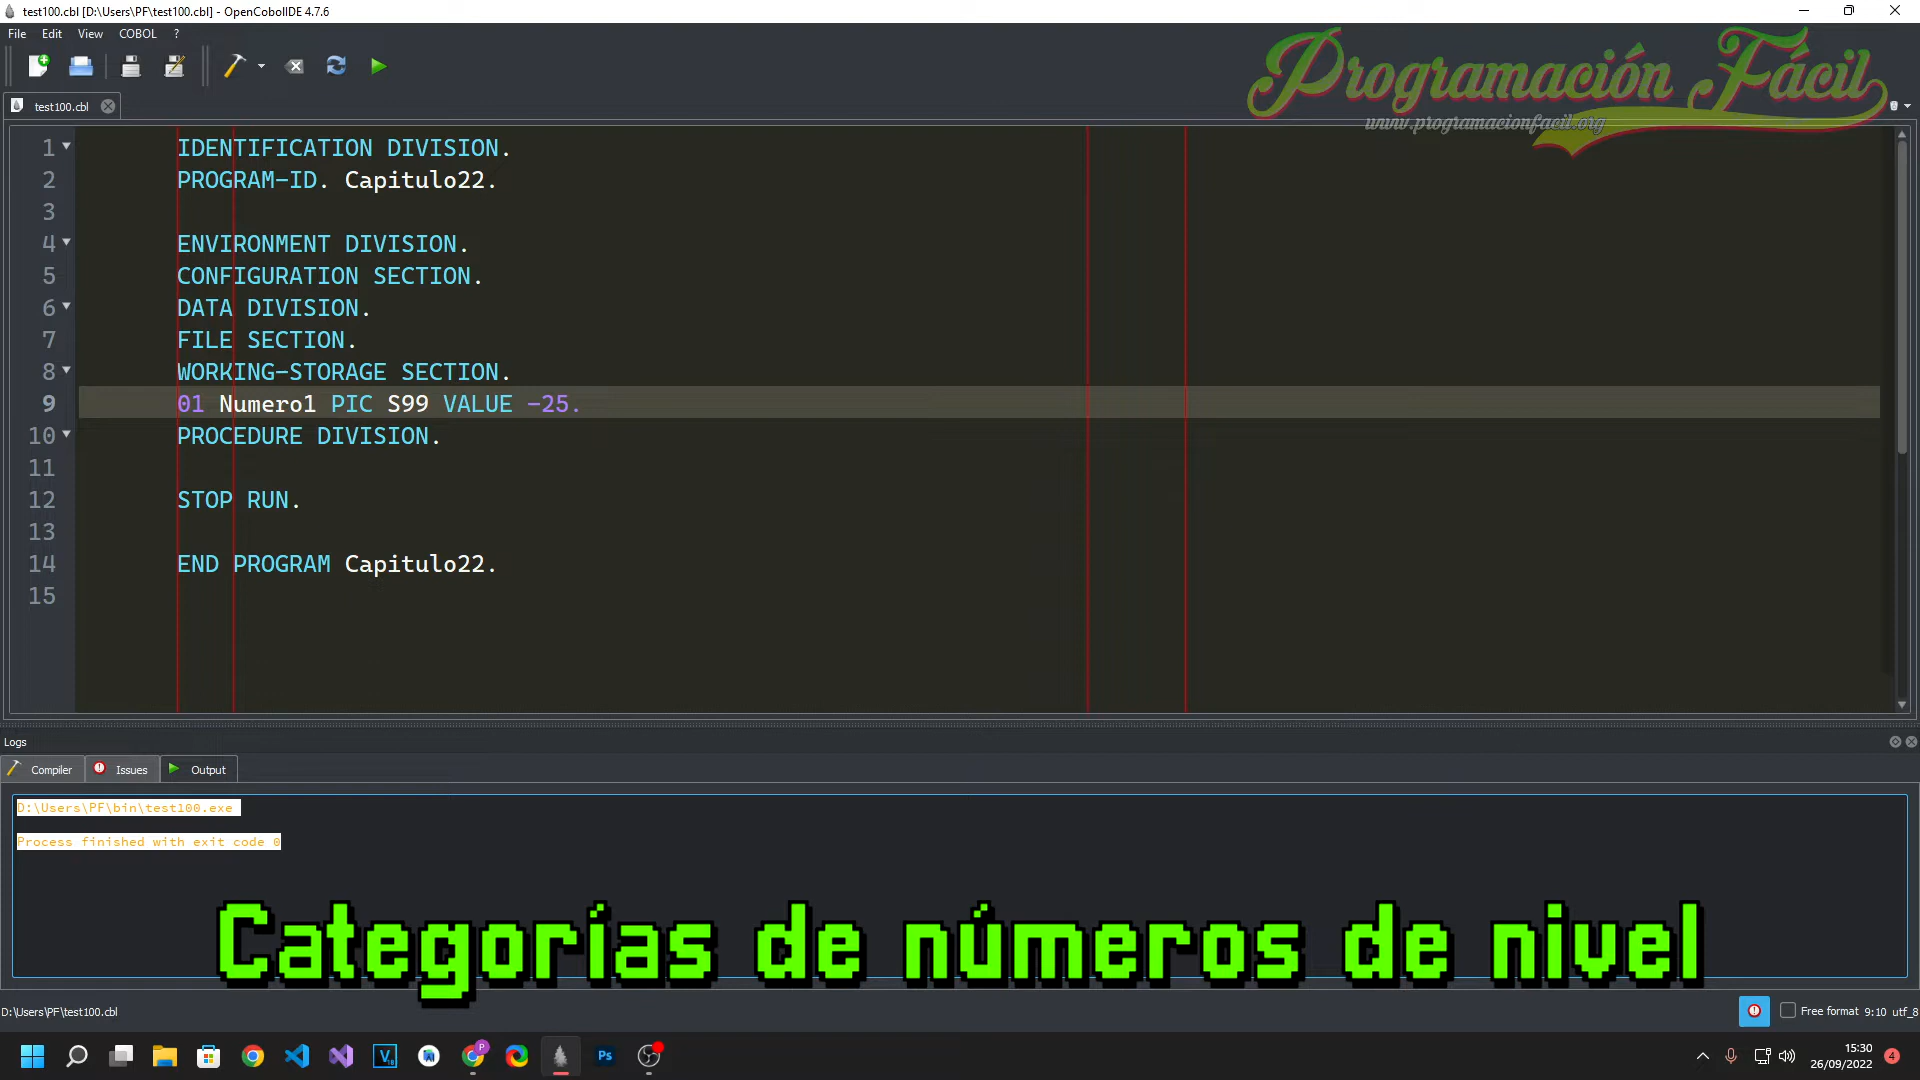 test100.cbl [D:\Users\PF\test100.cbl] - OpenCobolIDE 4.7.6
File Edit View COBOL ?
Programación Fácil
www.programacionfacil.org
test100.cbl
1 IDENTIFICATION DIVISION.
2 PROGRAM-ID. Capitulo22.
3
4 ENVIRONMENT DIVISION.
5 CONFIGURATION SECTION.
6 DATA DIVISION.
7 FILE SECTION.
8 WORKING-STORAGE SECTION.
9 01 Numero1 PIC S99 VALUE -25.
10 PROCEDURE DIVISION.
11
12 STOP RUN.
13
14 END PROGRAM Capitulo22.
15
Logs
Compiler Issues Output
D:\Users\PF\bin\test100.exe
Process finished with exit code 0
Categorías de números de nivel
D:\Users\PF\test100.cbl Free format 9:10 utf_8
P
Ps
15:30
26/09/2022 4